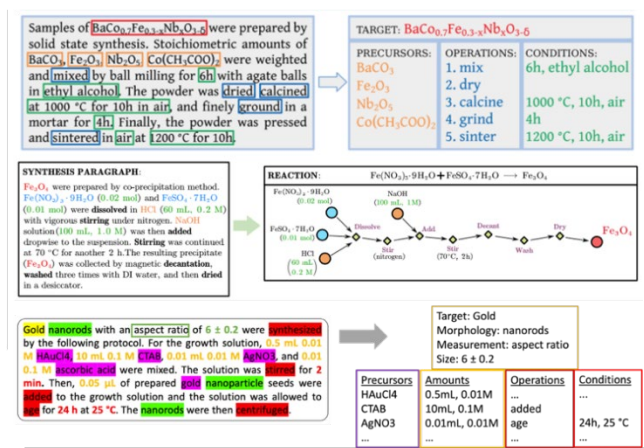 Samples of BaCo0.7Fe0.3-xNbxO3-δ were prepared by
solid state synthesis. Stoichiometric amounts of
BaCO3, Fe2O3, Nb2O5, Co(CH3COO)2 were weighted
and mixed by ball milling for 6h with agate balls
in ethyl alcohol. The powder was dried, calcined
at 1000 °C for 10h in air, and finely ground in a
mortar for 4h. Finally, the powder was pressed
and sintered in air at 1200 °C for 10h.
TARGET: BaCo0.7Fe0.3-xNbxO3-δ
PRECURSORS: OPERATIONS: CONDITIONS:
BaCO3 1. mix 6h, ethyl alcohol
Fe2O3 2. dry
Nb2O5 3. calcine 1000 °C, 10h, air
Co(CH3COO)2 4. grind 4h
5. sinter 1200 °C, 10h, air
SYNTHESIS PARAGRAPH:
Fe3O4 were prepared by co-precipitation method.
Fe(NO3)3·9H2O (0.02 mol) and FeSO4·7H2O
(0.01 mol) were dissolved in HCl (60 mL, 0.2 M)
with vigorous stirring under nitrogen. NaOH
solution (100 mL, 1.0 M) was then added
dropwise to the suspension. Stirring was continued
at 70 °C for another 2 h. The resulting precipitate
(Fe3O4) was collected by magnetic decantation,
washed three times with DI water, and then dried
in a desiccator.
REACTION: Fe(NO3)3·9H2O + FeSO4·7H2O → Fe3O4
Fe(NO3)3·9H2O
(0.02 mol)
NaOH
(100 mL, 1M)
FeSO4·7H2O
(0.01 mol)
Dissolve
Add
Decant
Dry
Fe3O4
HCl
(60 mL
0.2 M)
Stir
(nitrogen)
Stir
(70°C, 2h)
Wash
Gold nanorods with an aspect ratio of 6 ± 0.2 were synthesized
by the following protocol. For the growth solution, 0.5 ml 0.01
M HAuCl4, 10 ml 0.1 M CTAB, 0.01 ml 0.01 M AgNO3, and 0.01
0.1 M ascorbic acid were mixed. The solution was stirred for 2
min. Then, 0.05 μL of prepared gold nanoparticle seeds were
added to the growth solution and the solution was allowed to
age for 24 h at 25 °C. The nanorods were then centrifuged.
Target: Gold
Morphology: nanorods
Measurement: aspect ratio
Size: 6 ± 0.2
Precursors Amounts Operations Conditions
HAuCl4 0.5mL, 0.01M ... ...
CTAB 10mL, 0.1M added
AgNO3 0.01mL, 0.01M age 24h, 25 °C
... ... ... ...